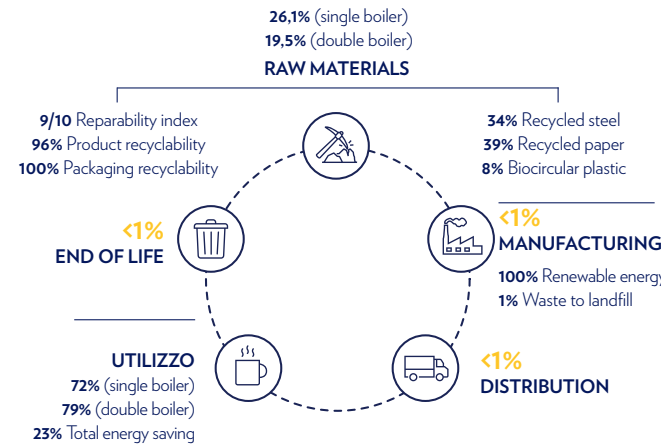 26,1% (single boiler)
19,5% (double boiler)
RAW MATERIALS
9/10 Reparability index
96% Product recyclability
100% Packaging recyclability
34% Recycled steel
39% Recycled paper
8% Biocircular plastic
<1%
END OF LIFE
<1%
MANUFACTURING
100% Renewable energy
1% Waste to landfill
UTILIZZO
72% (single boiler)
79% (double boiler)
23% Total energy saving
<1%
DISTRIBUTION